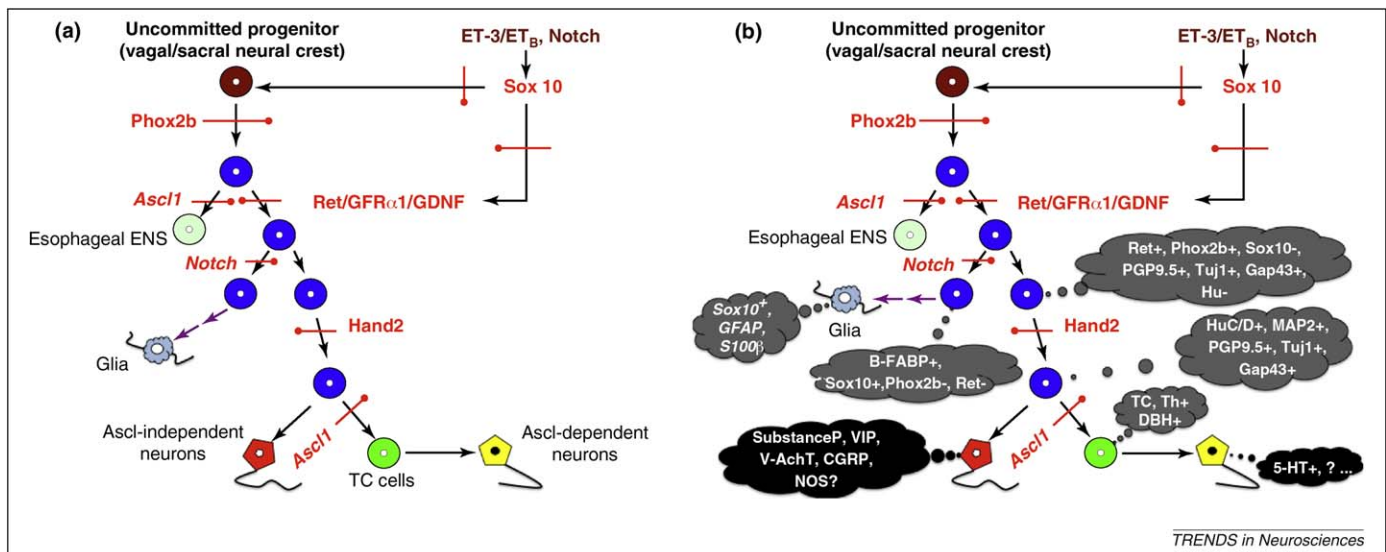 (a)
Uncommitted progenitor
(vagal/sacral neural crest)
ET-3/ETB, Notch
Sox 10
Phox2b
Ascl1
Ret/GFRα1/GDNF
Esophageal ENS
Notch
Hand2
Glia
Ascl-independent
neurons
Ascl1
TC cells
Ascl-dependent
neurons
(b)
Uncommitted progenitor
(vagal/sacral neural crest)
ET-3/ETB, Notch
Sox 10
Phox2b
Ascl1
Ret/GFRα1/GDNF
Esophageal ENS
Notch
Ret+, Phox2b+, Sox10-,
PGP9.5+, Tuj1+, Gap43+,
Hu-
Sox10+,
GFAP,
S100β
Glia
Hand2
HuC/D+, MAP2+,
PGP9.5+, Tuj1+,
Gap43+
B-FABP+,
Sox10+,Phox2b-, Ret-
TC, Th+
DBH+
SubstanceP, VIP,
V-AchT, CGRP,
NOS?
Ascl1
5-HT+, ? ...
TRENDS in Neurosciences